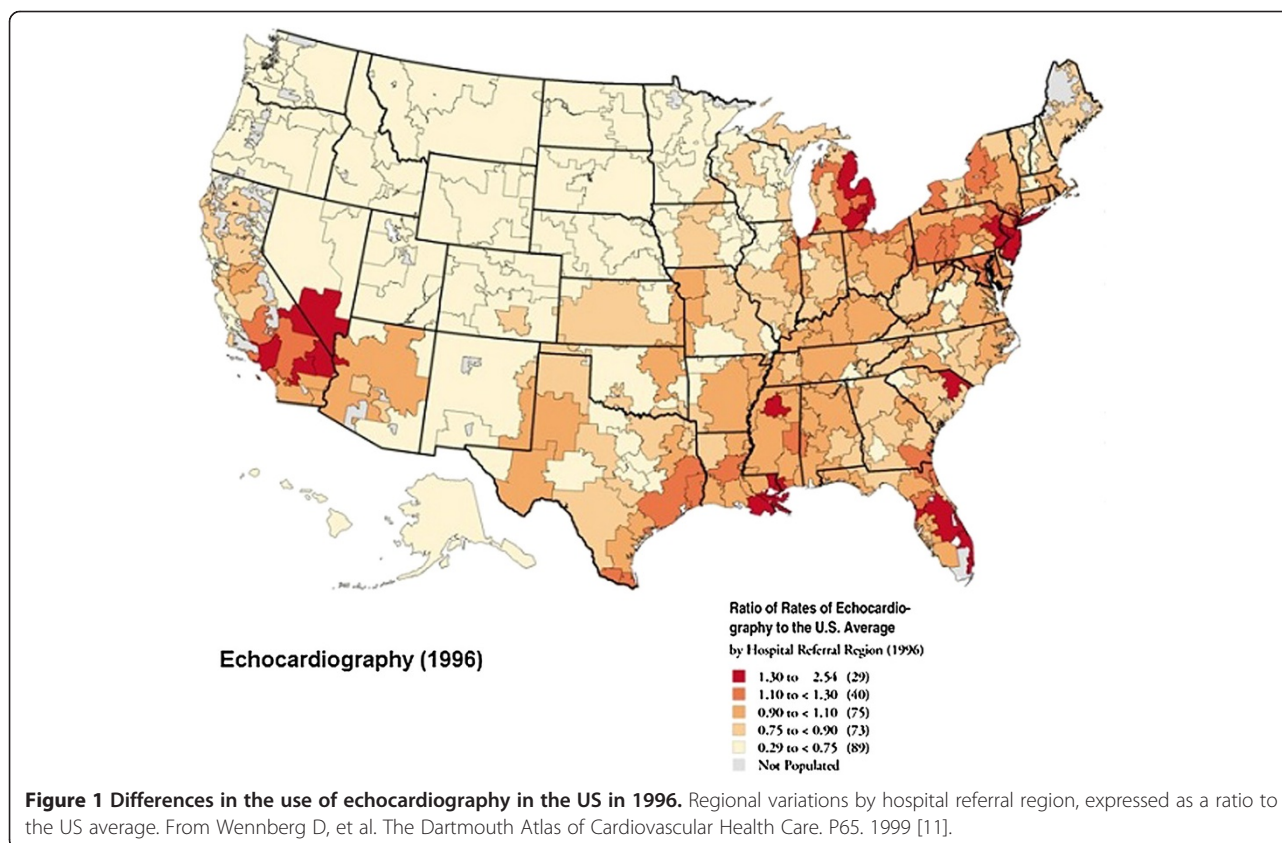 Echocardiography (1996)
Ratio of Rates of Echocardio-
graphy to the U.S. Average
by Hospital Referral Region (1996)
1.30 to 2.54 (29)
1.10 to < 1.30 (40)
0.90 to < 1.10 (75)
0.75 to < 0.90 (73)
0.29 to < 0.75 (89)
Not Populated
Figure 1 Differences in the use of echocardiography in the US in 1996. Regional variations by hospital referral region, expressed as a ratio to
the US average. From Wennberg D, et al. The Dartmouth Atlas of Cardiovascular Health Care. P65. 1999 [11].